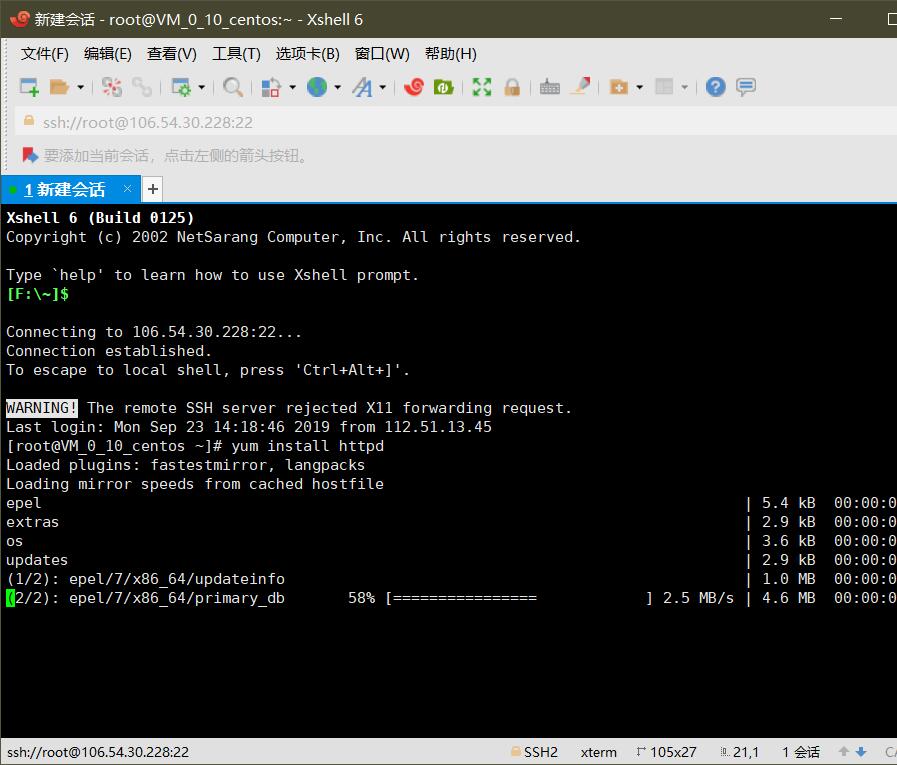 新建会话 - root@VM_0_10_centos:~ - Xshell 6
文件(F) 编辑(E) 查看(V) 工具(T) 选项卡(B) 窗口(W) 帮助(H)
ssh://root@106.54.30.228:22
要添加当前会话，点击左侧的箭头按钮。
1 新建会话 × +
Xshell 6 (Build 0125)
Copyright (c) 2002 NetSarang Computer, Inc. All rights reserved.
Type `help' to learn how to use Xshell prompt.
[F:\~]$
Connecting to 106.54.30.228:22...
Connection established.
To escape to local shell, press 'Ctrl+Alt+]'.
WARNING! The remote SSH server rejected X11 forwarding request.
Last login: Mon Sep 23 14:18:46 2019 from 112.51.13.45
[root@VM_0_10_centos ~]# yum install httpd
Loaded plugins: fastestmirror, langpacks
Loading mirror speeds from cached hostfile
epel | 5.4 kB 00:00:0
extras | 2.9 kB 00:00:0
os | 3.6 kB 00:00:0
updates | 2.9 kB 00:00:0
(1/2): epel/7/x86_64/updateinfo | 1.0 MB 00:00:0
(2/2): epel/7/x86_64/primary_db 58% [================ ] 2.5 MB/s | 4.6 MB 00:00:0
ssh://root@106.54.30.228:22 SSH2 xterm 105x27 21,1 1 会话 CA